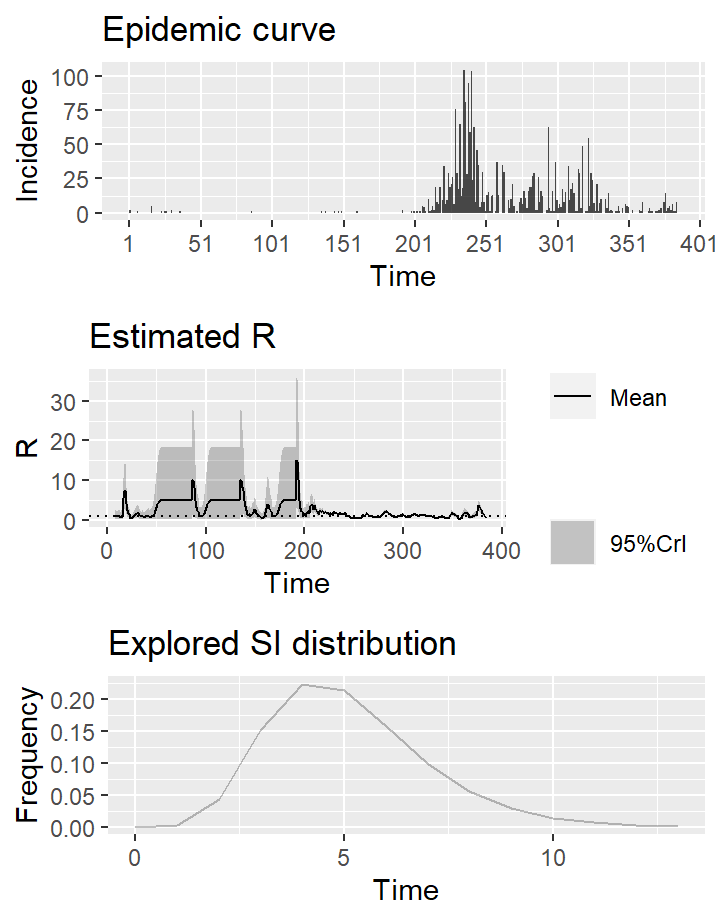 Epidemic curve
Incidence
100
75
50
25
0
1 51 101 151 201 251 301 351 401
Time
Estimated R
R
30
20
10
0
0 100 200 300 400
Time
Mean
95%CrI
Explored SI distribution
Frequency
0.20
0.15
0.10
0.05
0.00
0 5 10
Time